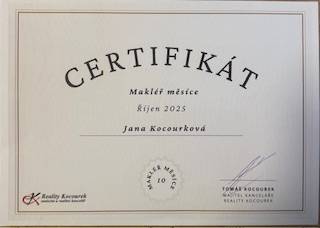 CERTIFIKÁT
Makléř měsíce
Říjen 2025
Jana Kocourková
MAKLÉŘ MĚSÍCE
10
Reality Kocourek
TOMÁŠ KOCOUREK
MAJITEL KANCELÁŘE
REALITY KOCOUREK